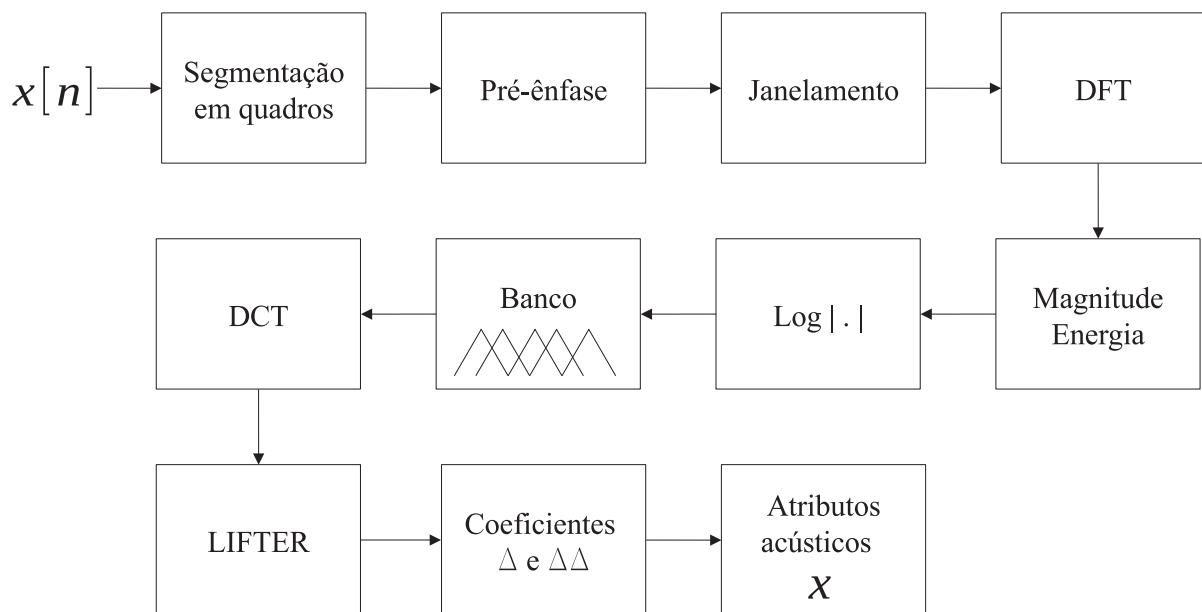 x[n]
Segmentação
em quadros
Pré-ênfase
Janelamento
DFT
Magnitude
Energia
Log|.|
Banco
DCT
LIFTER
Coeficientes
Δ e ΔΔ
Atributos
acústicos
x